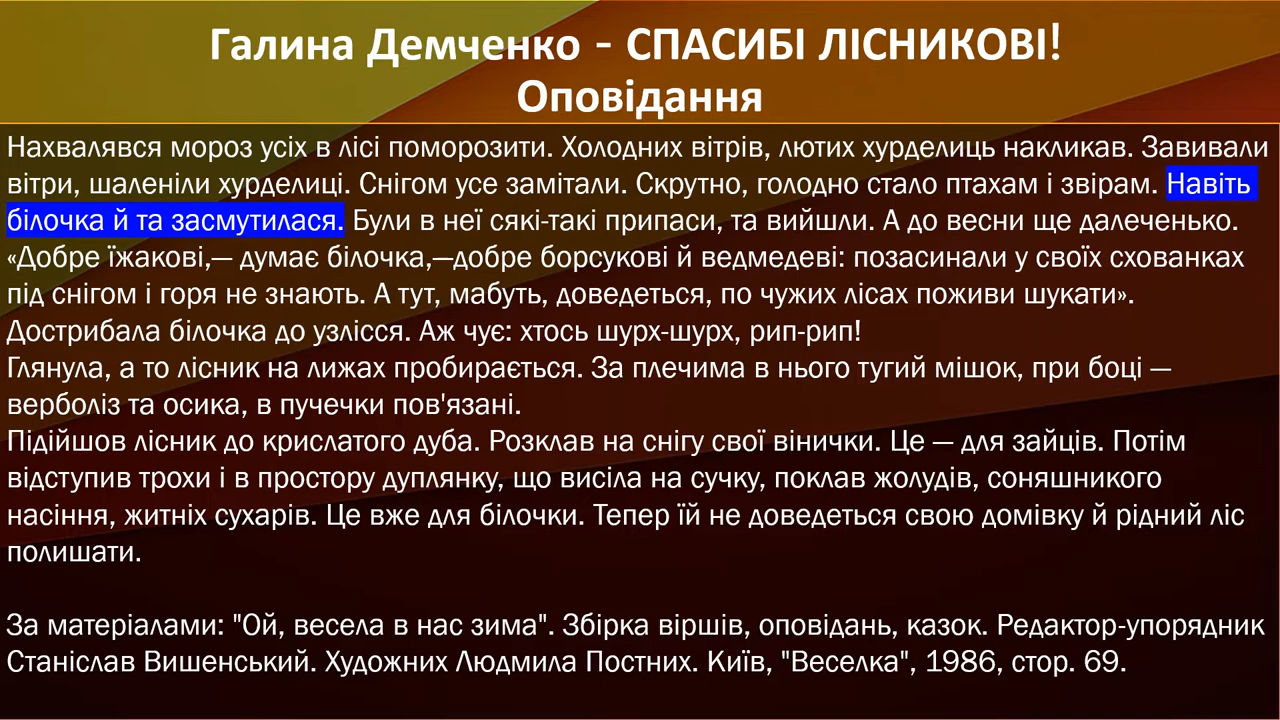 Галина Демченко - СПАСИБІ ЛІСНИКОВІ!
Оповідання
Нахвалявся мороз усіх в лісі поморозити. Холодних вітрів, лютих хурделиць накликав. Завивали
вітри, шаленіли хурделиці. Снігом усе замітали. Скрутно, голодно стало птахам і звірам. Навіть
білочка й та засмутилася. Були в неї сякі-такі припаси, та вийшли. А до весни ще далеченько.
«Добре їжакові,— думає білочка,—добре борсукові й ведмедеві: позасинали у своїх схованках
під снігом і горя не знають. А тут, мабуть, доведеться, по чужих лісах поживи шукати».
Дострибала білочка до узлісся. Аж чує: хтось шурх-шурх, рип-рип!
Глянула, а то лісник на лижах пробирається. За плечима в нього тугий мішок, при боці —
верболіз та осика, в пучечки пов'язані.
Підійшов лісник до крислатого дуба. Розклав на снігу свої вінички. Це — для зайців. Потім
відступив трохи і в простору дуплянку, що висіла на сучку, поклав жолудів, соняшникого
насіння, житніх сухарів. Це вже для білочки. Тепер їй не доведеться свою домівку й рідний ліс
полишати.
За матеріалами: "Ой, весела в нас зима". Збірка віршів, оповідань, казок. Редактор-упорядник
Станіслав Вишенський. Художних Людмила Постних. Київ, "Веселка", 1986, стор. 69.